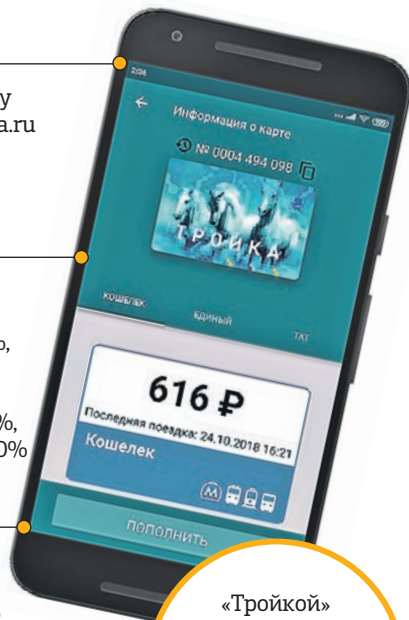 у
a.ru
%,
%,
0%
2:04
Информация о карте
№ 0004 494 098
ТРОЙКА
КОШЕЛЕК
ЕДИНЫЙ
ТАТ
616 ₽
Последняя поездка: 24.10.2018 16:21
Кошелек
М
ПОПОЛНИТЬ
«Тройкой»